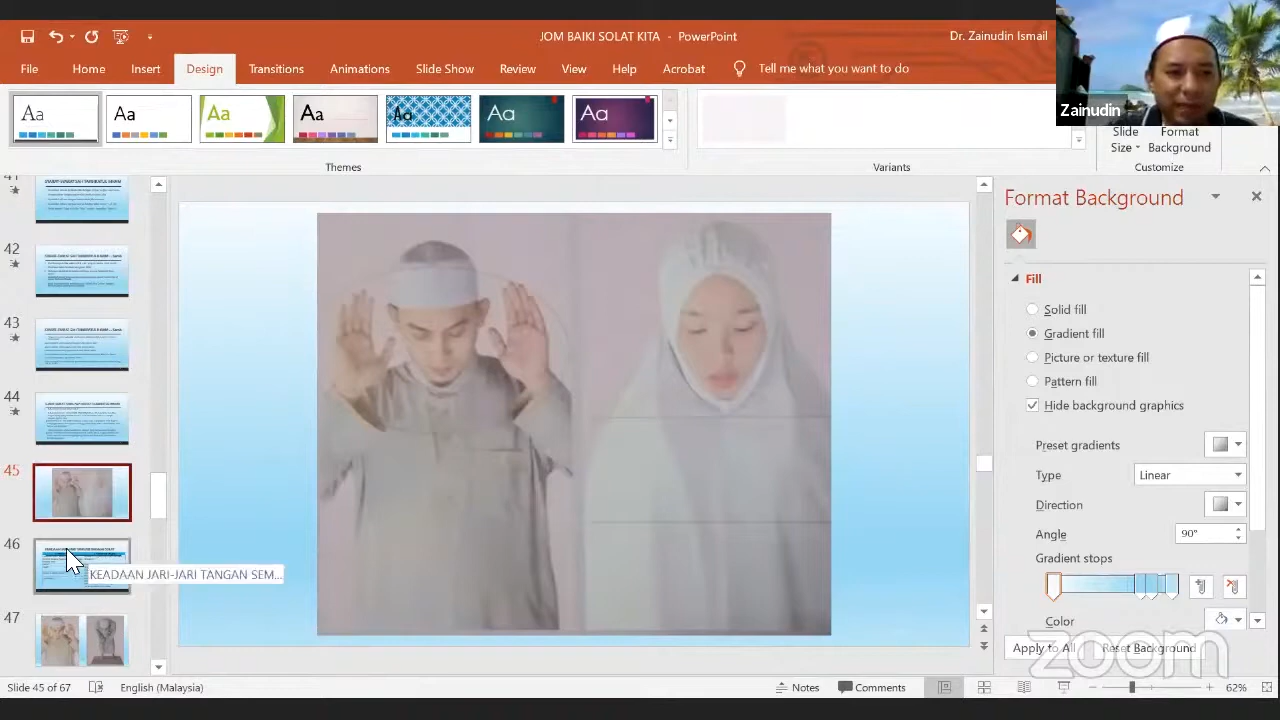 JOM BAIKI SOLAT KITA - PowerPoint
Dr. Zainudin Ismail
File Home Insert Design Transitions Animations Slide Show Review View Help Acrobat Tell me what you want to do
Zainudin
Aa Aa Aa Aa Aa Aa Aa
Slide Size
Format Background
Themes
Variants
Customize
41
42
43
44
45
46
KEADAAN JARI-JARI TANGAN SEM...
47
Format Background
Fill
Solid fill
Gradient fill
Picture or texture fill
Pattern fill
Hide background graphics
Preset gradients
Type Linear
Direction
Angle 90°
Gradient stops
Color
Apply to All Reset Background
zoom
Slide 45 of 67 English (Malaysia) Notes Comments 62%